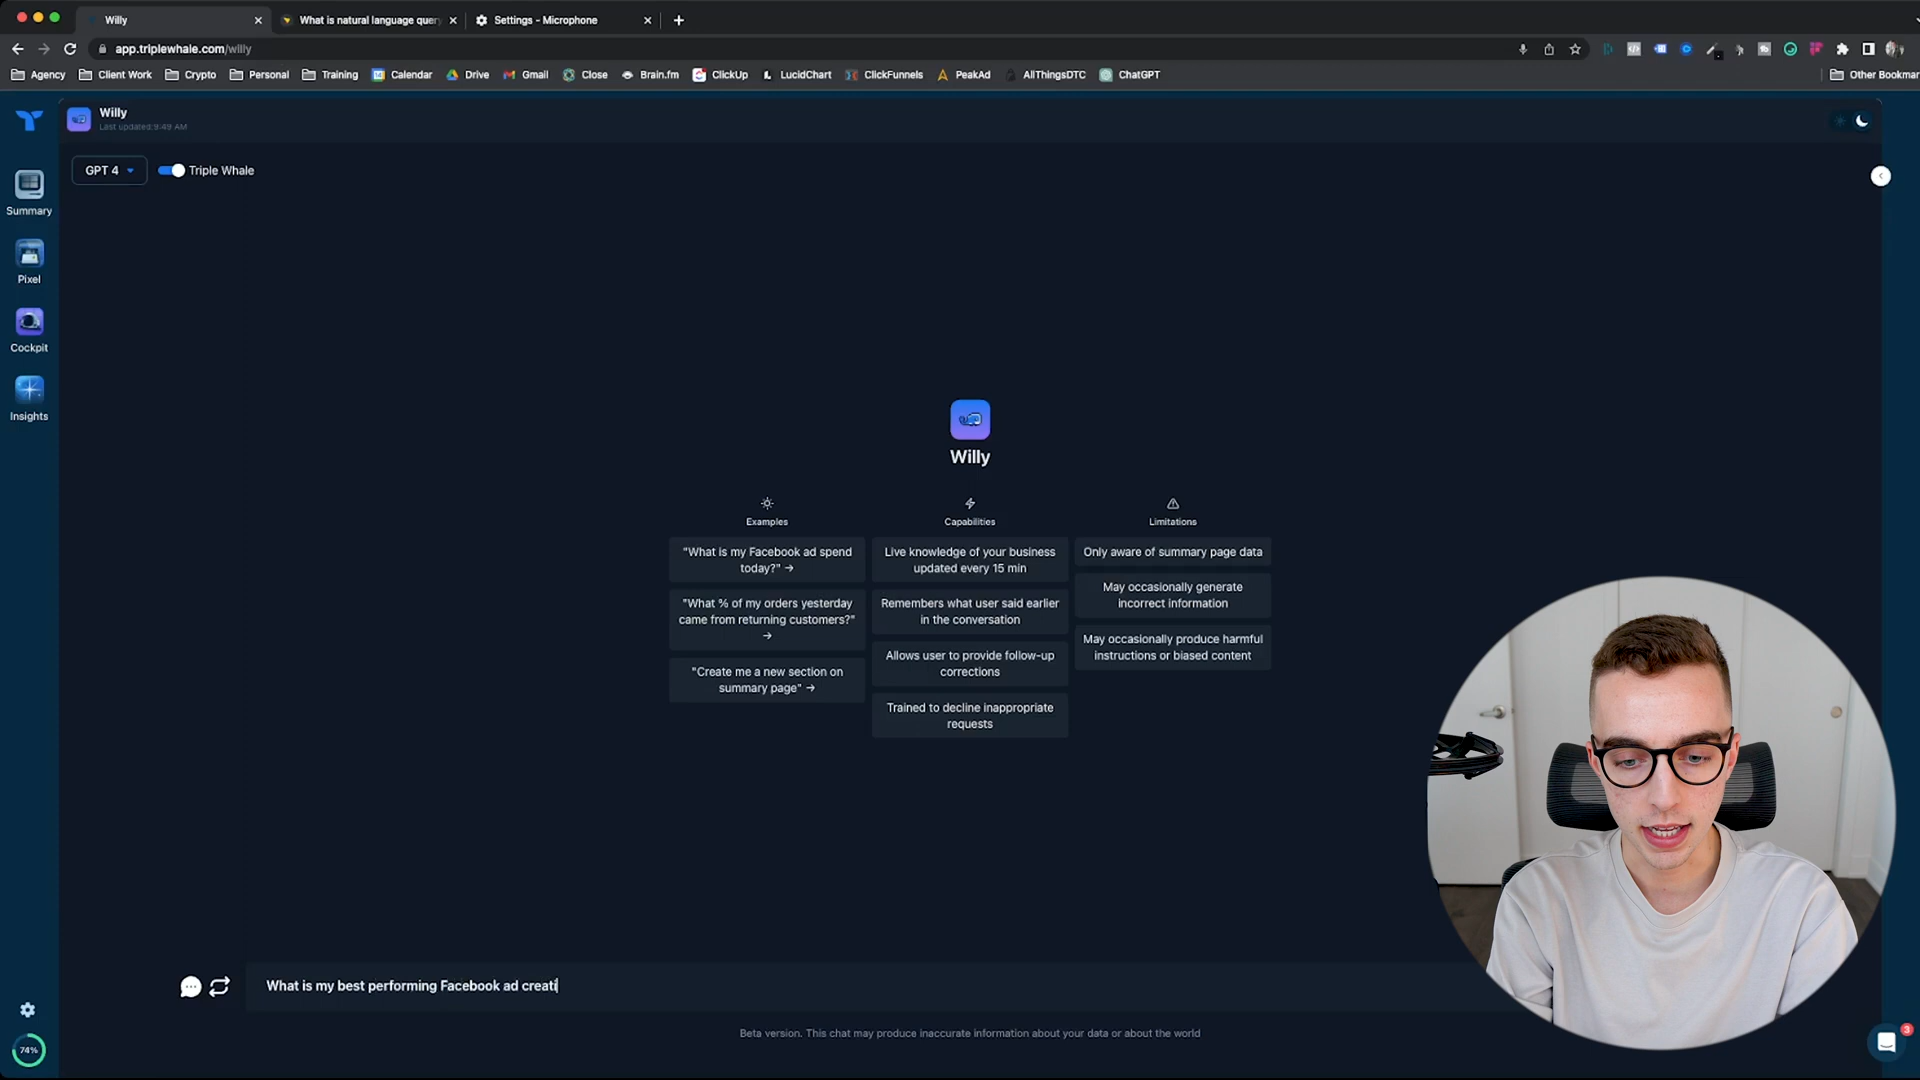 Willy
What is natural language query
Settings - Microphone
app.triplewhale.com/willy
Agency
Client Work
Crypto
Personal
Training
Calendar
Drive
Gmail
Close
Brain.fm
ClickUp
LucidChart
ClickFunnels
PeakAd
AllThingsDTC
ChatGPT
Other Bookmar
Willy
Last updated:9:49 AM
GPT 4
Triple Whale
Summary
Pixel
Cockpit
Insights
Willy
Examples
"What is my Facebook ad spend
today?" →
"What % of my orders yesterday
came from returning customers?"
→
"Create me a new section on
summary page" →
Capabilities
Live knowledge of your business
updated every 15 min
Remembers what user said earlier
in the conversation
Allows user to provide follow-up
corrections
Trained to decline inappropriate
requests
Limitations
Only aware of summary page data
May occasionally generate
incorrect information
May occasionally produce harmful
instructions or biased content
What is my best performing Facebook ad creati
Beta version. This chat may produce inaccurate information about your data or about the world
74%
3